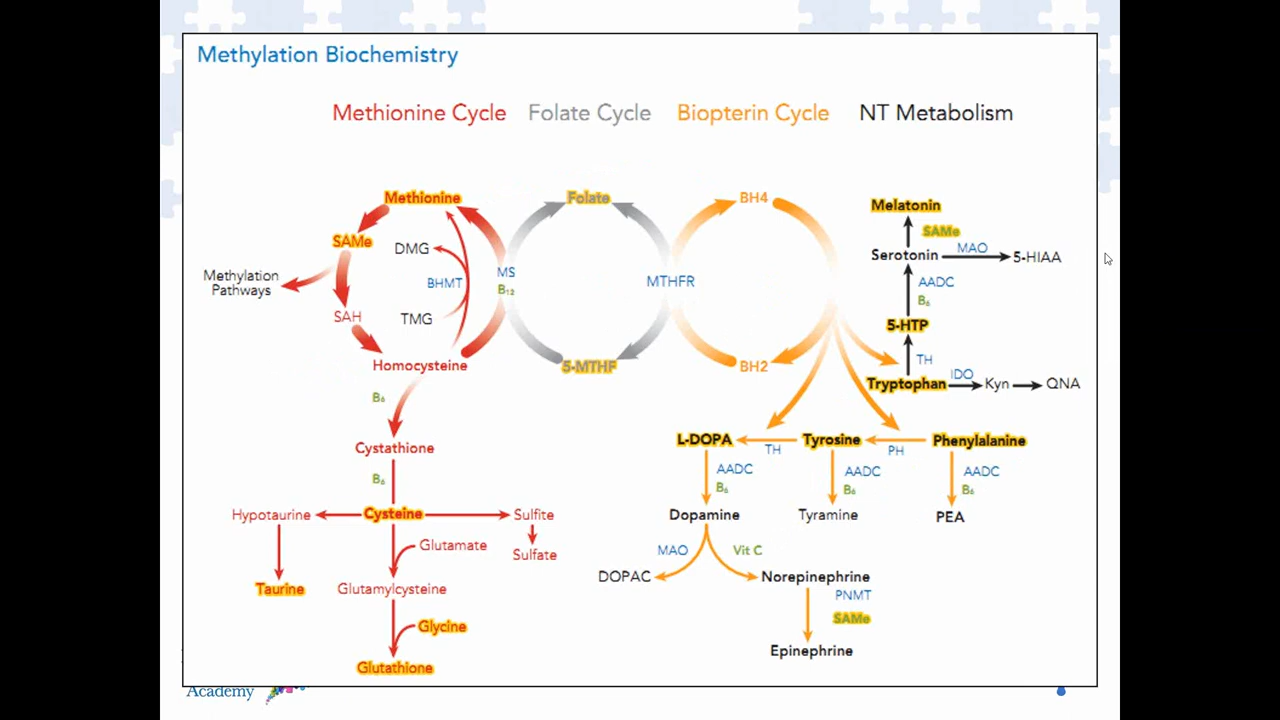 Methylation Biochemistry
Methionine Cycle
Folate Cycle
Biopterin Cycle
NT Metabolism
Methionine
SAMe
Methylation
Pathways
SAH
Homocysteine
DMG
BHMT
TMG
MS
B₁₂
Folate
5-MTHF
MTHFR
BH4
BH2
Melatonin
SAMe
Serotonin
MAO
5-HIAA
AADC
B₆
5-HTP
TH
Tryptophan
IDO
Kyn
QNA
B₆
Cystathione
B₆
Hypotaurine
Cysteine
Sulfite
Sulfate
Glutamate
Taurine
Glutamylcysteine
Glycine
Glutathione
L-DOPA
TH
Tyrosine
PH
Phenylalanine
AADC
B₆
AADC
B₆
AADC
B₆
Dopamine
Tyramine
PEA
MAO
Vit C
DOPAC
Norepinephrine
PNMT
SAMe
Epinephrine
Academy